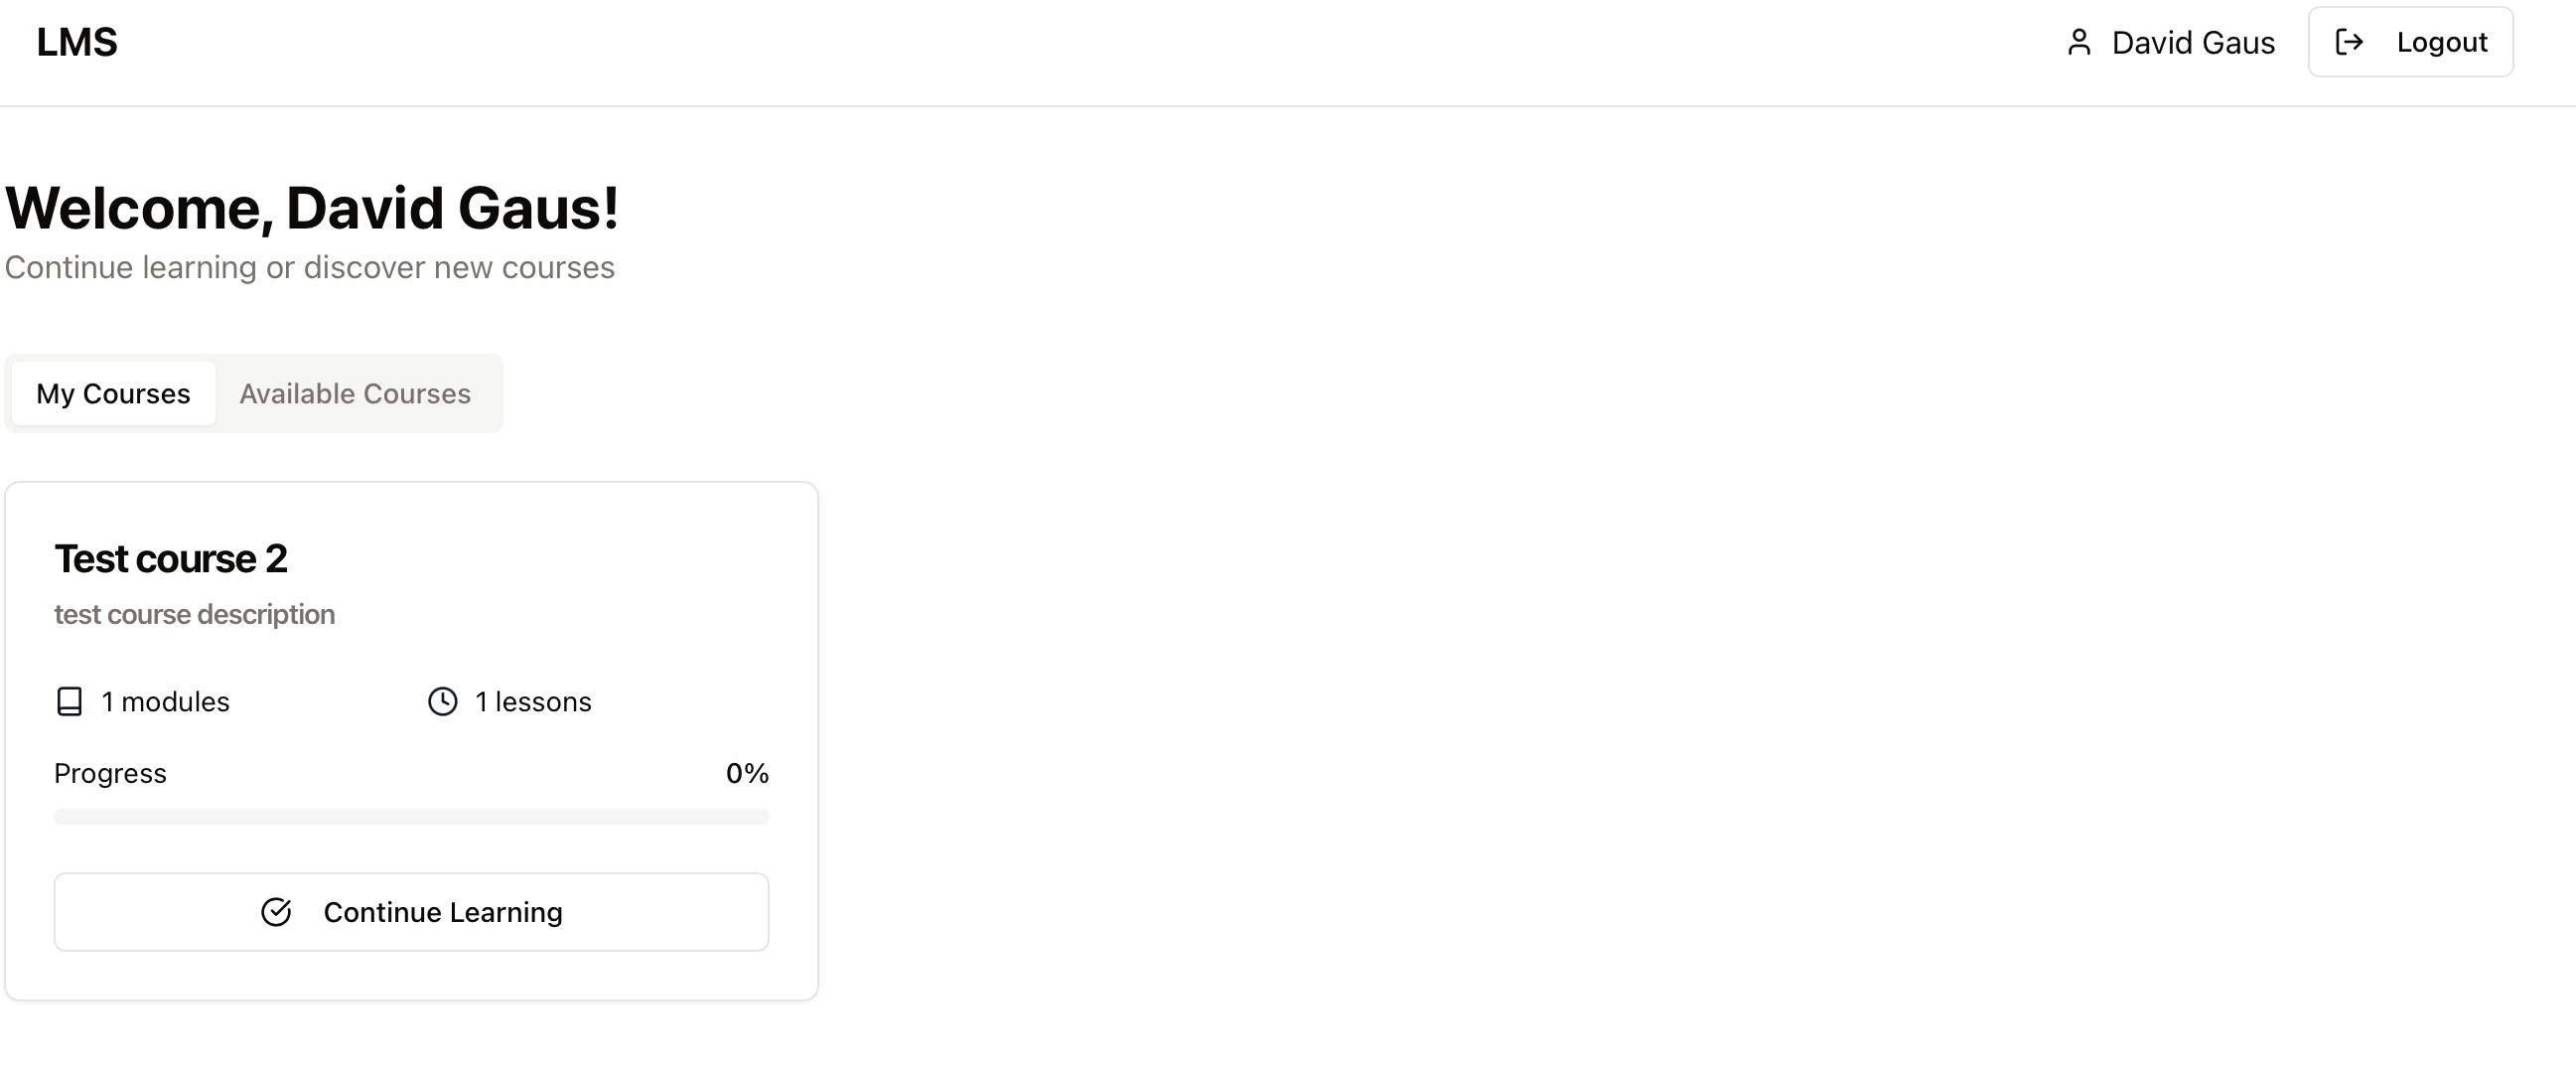 LMS
David Gaus
Logout
Welcome, David Gaus!
Continue learning or discover new courses
My Courses
Available Courses
Test course 2
test course description
1 modules
1 lessons
Progress
0%
Continue Learning